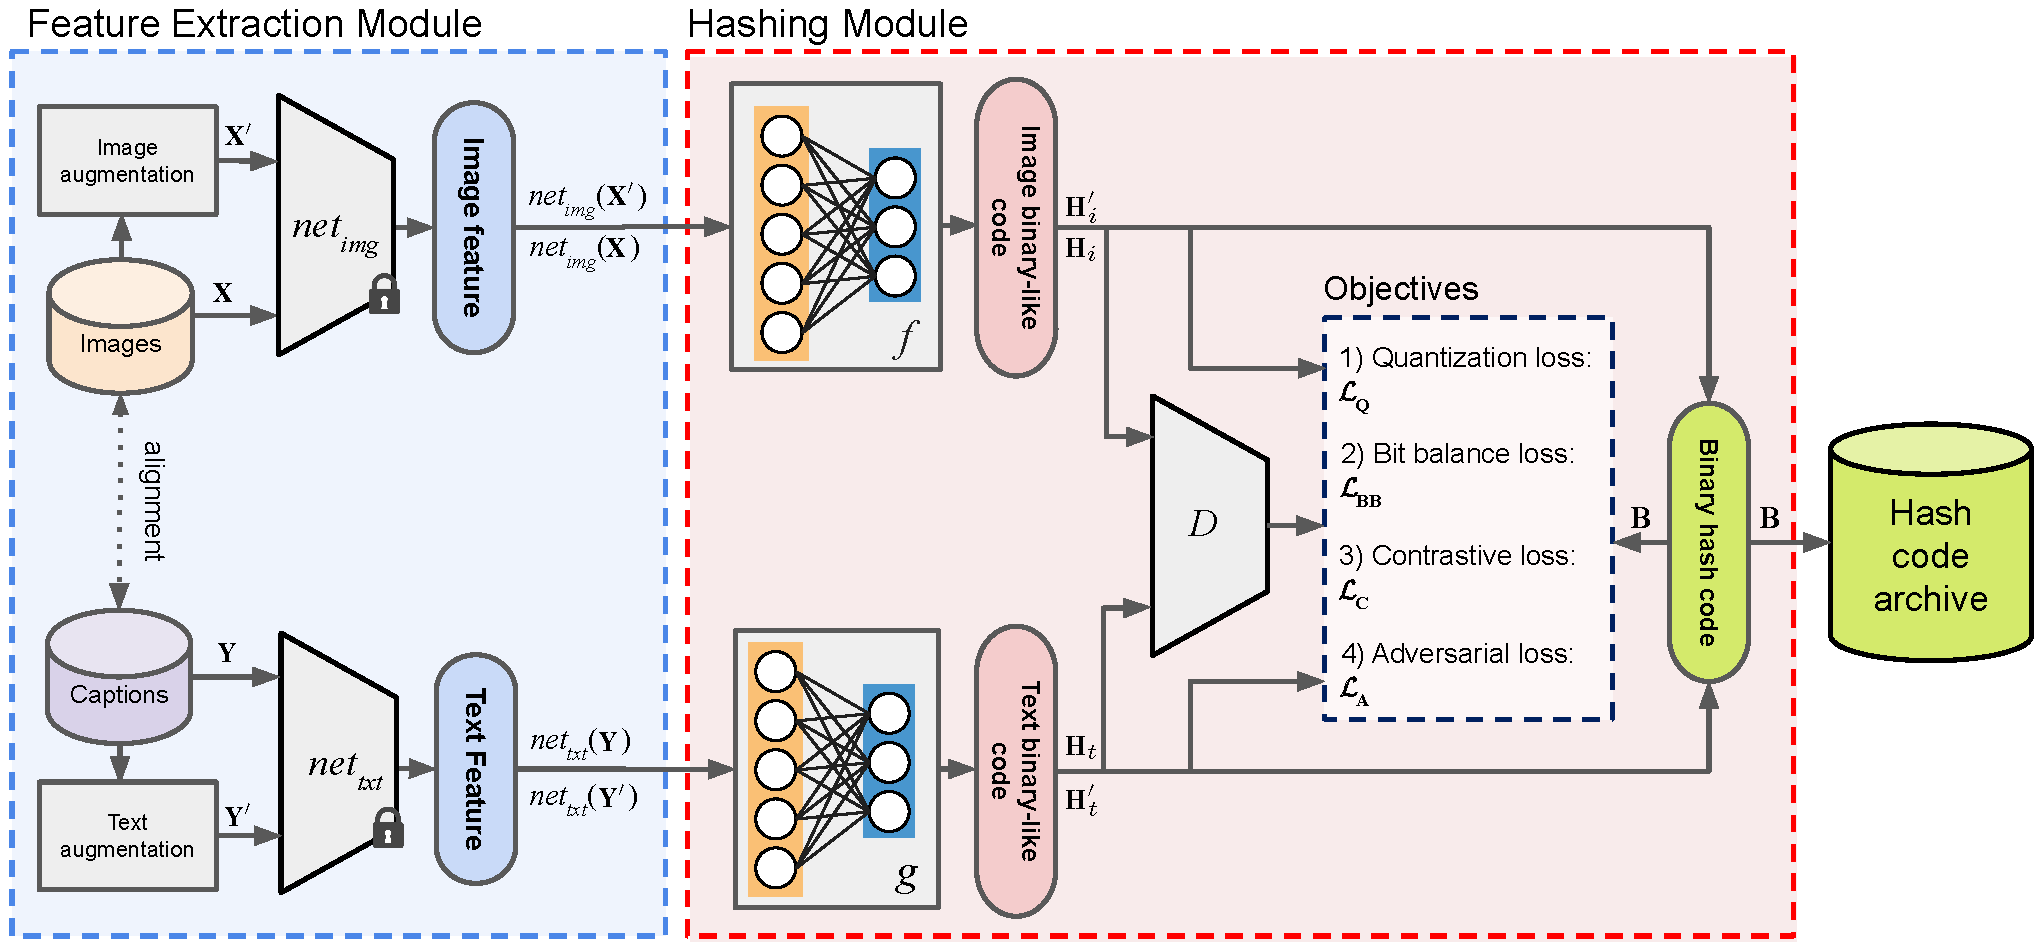 Feature Extraction Module
Hashing Module
Image
augmentation
X′
X
Images
net_img
Image feature
net_img(X′)
net_img(X)
f
Image binary-like
code
H′_i
H_i
alignment
Captions
Y
Y′
Text
augmentation
net_txt
Text Feature
net_txt(Y)
net_txt(Y′)
g
Text binary-like
code
H_t
H′_t
D
Objectives
1) Quantization loss:
ℒ_Q
2) Bit balance loss:
ℒ_BB
3) Contrastive loss:
ℒ_C
4) Adversarial loss:
ℒ_A
B
Binary hash code
B
Hash
code
archive